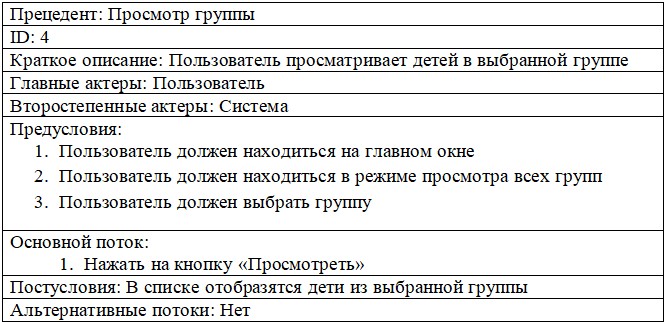 Прецедент: Просмотр группы
ID: 4
Краткое описание: Пользователь просматривает детей в выбранной группе
Главные актеры: Пользователь
Второстепенные актеры: Система
Предусловия:
1. Пользователь должен находиться на главном окне
2. Пользователь должен находиться в режиме просмотра всех групп
3. Пользователь должен выбрать группу
Основной поток:
1. Нажать на кнопку «Просмотреть»
Постусловия: В списке отобразятся дети из выбранной группы
Альтернативные потоки: Нет